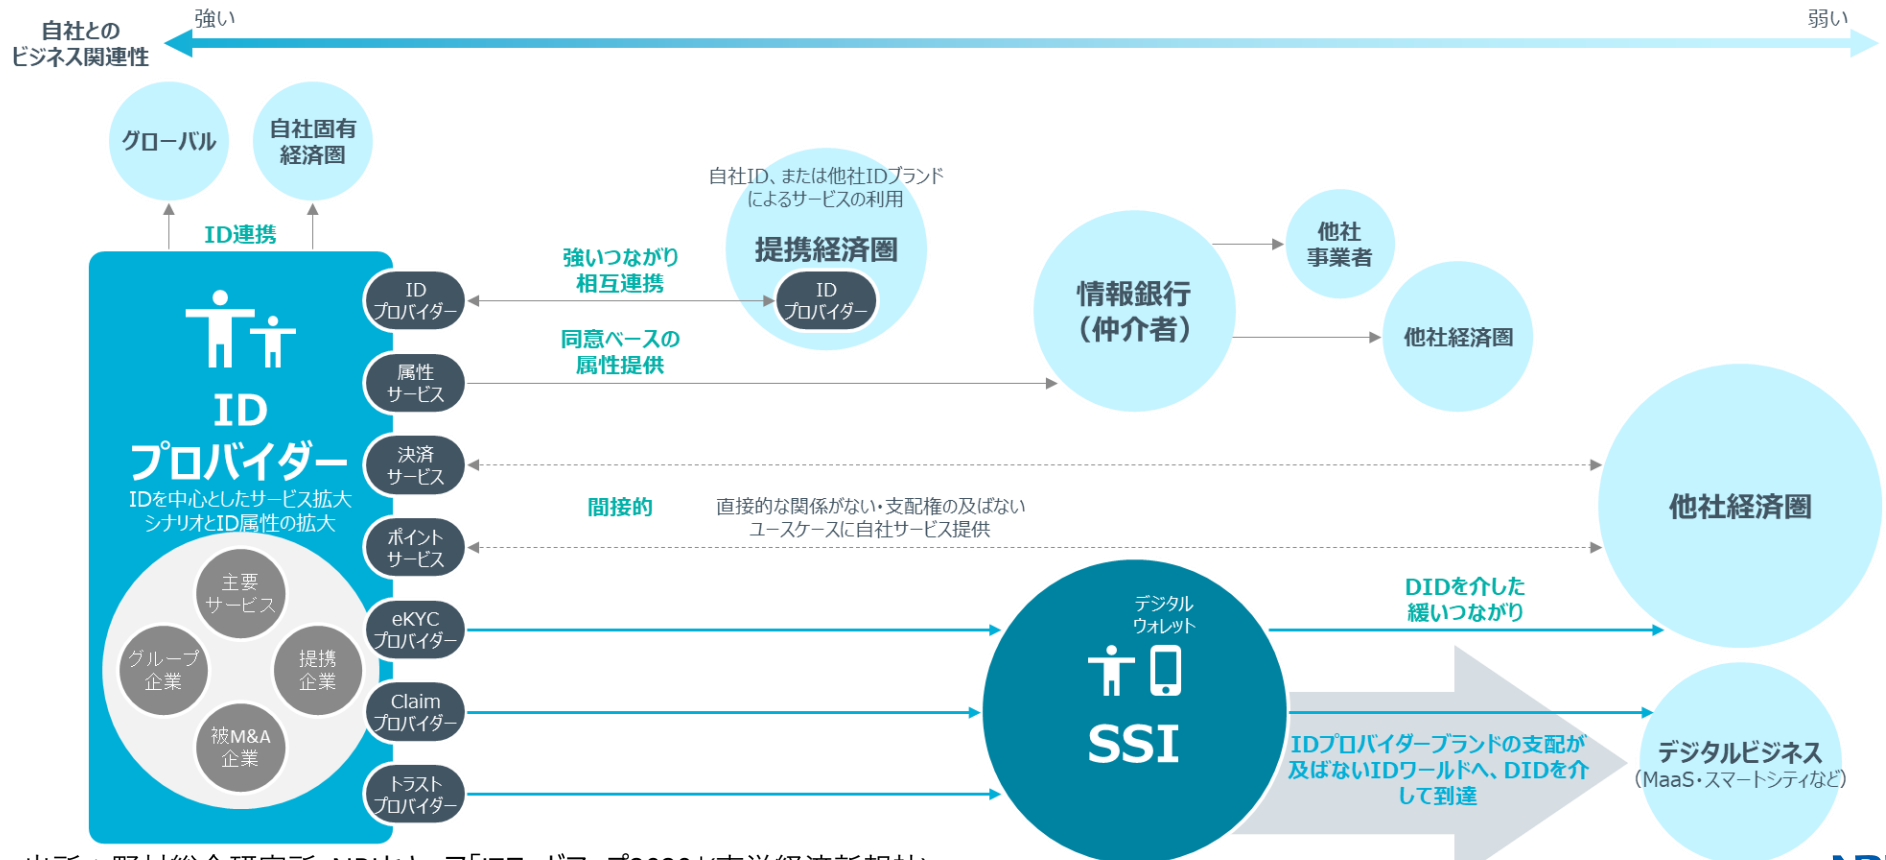 自社との
ビジネス関連性
強い
弱い
グローバル
自社固有
経済圏
ID連携
自社ID、または他社IDブランド
によるサービスの利用
提携経済圏
ID
プロバイダー
強いつながり
相互連携
ID
プロバイダー
情報銀行
（仲介者）
他社
事業者
他社経済圏
同意ベースの
属性提供
属性
サービス
ID
プロバイダー
IDを中心としたサービス拡大
シナリオとID属性の拡大
決済
サービス
ポイント
サービス
間接的
直接的な関係がない・支配権の及ばない
ユースケースに自社サービス提供
他社経済圏
主要
サービス
グループ
企業
提携
企業
被M&A
企業
eKYC
プロバイダー
Claim
プロバイダー
トラスト
プロバイダー
デジタル
ウォレット
SSI
DIDを介した
緩いつながり
IDプロバイダーブランドの支配が
及ばないIDワールドへ、DIDを介
して到達
デジタルビジネス
（MaaS・スマートシティなど）